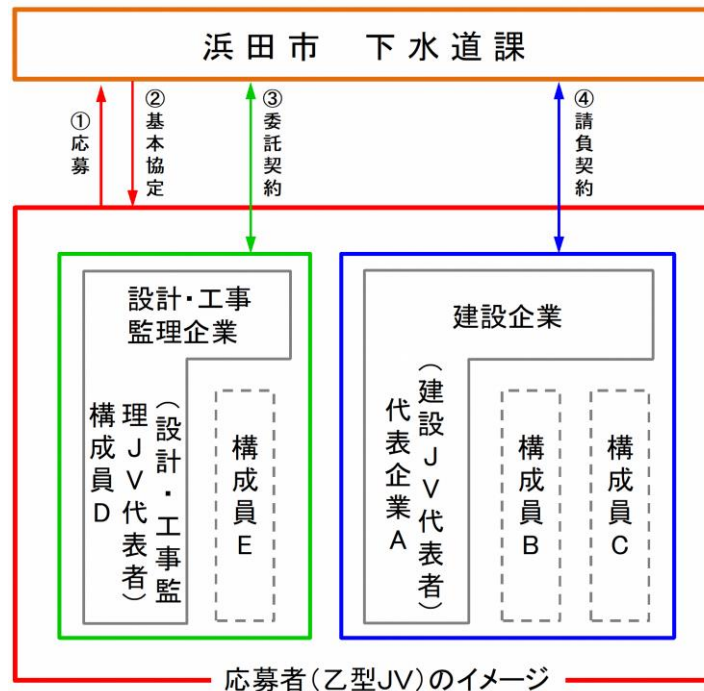 浜田市 下水道課
①応募
②基本協定
③委託契約
④請負契約
設計・工事
監理企業
構成員D
(設計・工事監
理JV代表者)
構成員E
建設企業
代表企業A
(建設JV代表者)
構成員B
構成員C
応募者(乙型JV)のイメージ